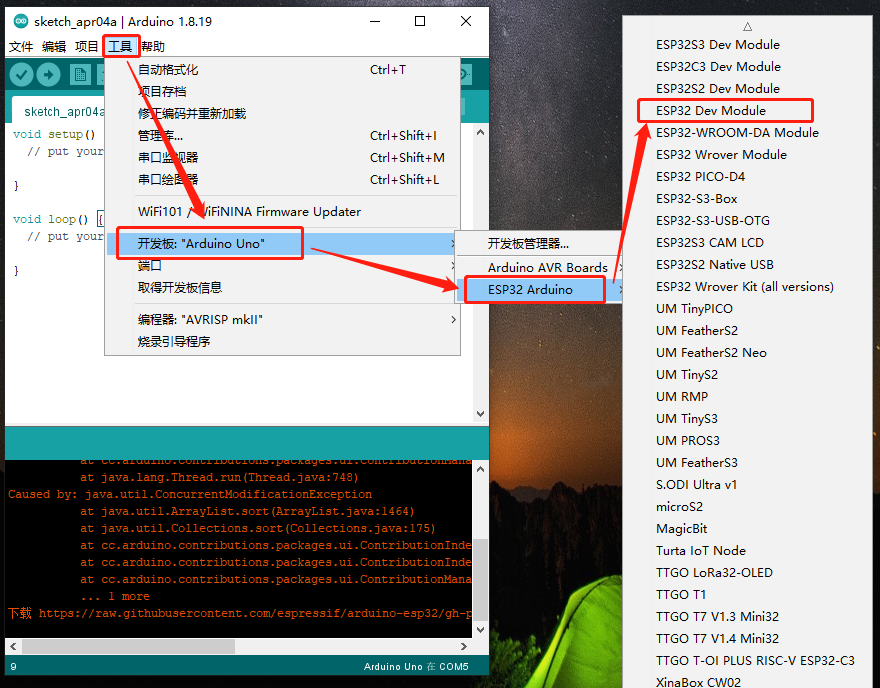 sketch_apr04a | Arduino 1.8.19
文件 编辑 项目 工具 帮助
自动格式化 Ctrl+T
项目存档
修正编码并重新加载
管理库... Ctrl+Shift+I
串口监视器 Ctrl+Shift+M
串口绘图器 Ctrl+Shift+L
WiFi101 / WiFiNINA Firmware Updater
开发板: "Arduino Uno"
端口
取得开发板信息
编程器: "AVRISP mkII"
烧录引导程序
sketch_apr04a
void setup()
// put your
}
void loop() {
// put your
}
开发板管理器...
Arduino AVR Boards
ESP32 Arduino
ESP32S3 Dev Module
ESP32C3 Dev Module
ESP32S2 Dev Module
ESP32 Dev Module
ESP32-WROOM-DA Module
ESP32 Wrover Module
ESP32 PICO-D4
ESP32-S3-Box
ESP32-S3-USB-OTG
ESP32S3 CAM LCD
ESP32S2 Native USB
ESP32 Wrover Kit (all versions)
UM TinyPICO
UM FeatherS2
UM FeatherS2 Neo
UM TinyS2
UM RMP
UM TinyS3
UM PROS3
UM FeatherS3
S.ODI Ultra v1
microS2
MagicBit
Turta IoT Node
TTGO LoRa32-OLED
TTGO T1
TTGO T7 V1.3 Mini32
TTGO T7 V1.4 Mini32
TTGO T-OI PLUS RISC-V ESP32-C3
XinaBox CW02
at cc.arduino.contributions.packages.ui.ContributionMana
at java.lang.Thread.run(Thread.java:748)
Caused by: java.util.ConcurrentModificationException
at java.util.ArrayList.sort(ArrayList.java:1464)
at java.util.Collections.sort(Collections.java:175)
at cc.arduino.contributions.packages.ui.ContributionInde
at cc.arduino.contributions.packages.ui.ContributionInde
at cc.arduino.contributions.packages.ui.ContributionMana
... 1 more
下载 https://raw.githubusercontent.com/espressif/arduino-esp32/gh-p
9 Arduino Uno 在 COM5